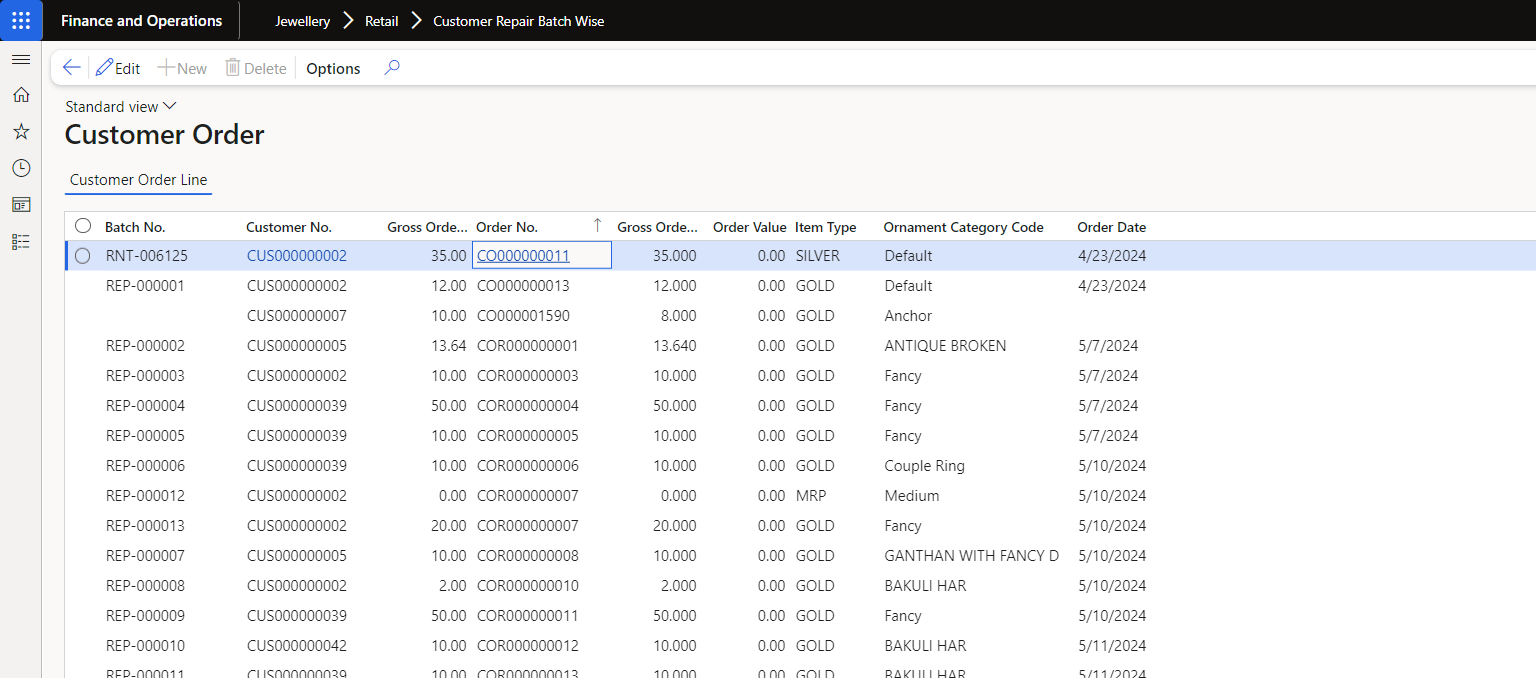 Finance and Operations Jewellery Retail Customer Repair Batch Wise
Edit New Delete Options
Standard view
Customer Order
Customer Order Line
Batch No. Customer No. Gross Orde... Order No. Gross Orde... Order Value Item Type Ornament Category Code Order Date
RNT-006125 CUS000000002 35.00 CO000000011 35.000 0.00 SILVER Default 4/23/2024
REP-000001 CUS000000002 12.00 CO000000013 12.000 0.00 GOLD Default 4/23/2024
CUS000000007 10.00 CO000001590 8.000 0.00 GOLD Anchor
REP-000002 CUS000000005 13.64 COR000000001 13.640 0.00 GOLD ANTIQUE BROKEN 5/7/2024
REP-000003 CUS000000002 10.00 COR000000003 10.000 0.00 GOLD Fancy 5/7/2024
REP-000004 CUS000000039 50.00 COR000000004 50.000 0.00 GOLD Fancy 5/7/2024
REP-000005 CUS000000039 10.00 COR000000005 10.000 0.00 GOLD Fancy 5/7/2024
REP-000006 CUS000000039 10.00 COR000000006 10.000 0.00 GOLD Couple Ring 5/10/2024
REP-000012 CUS000000002 0.00 COR000000007 0.000 0.00 MRP Medium 5/10/2024
REP-000013 CUS000000002 20.00 COR000000007 20.000 0.00 GOLD Fancy 5/10/2024
REP-000007 CUS000000005 10.00 COR000000008 10.000 0.00 GOLD GANTHAN WITH FANCY D 5/10/2024
REP-000008 CUS000000002 2.00 COR000000010 2.000 0.00 GOLD BAKULI HAR 5/10/2024
REP-000009 CUS000000039 50.00 COR000000011 50.000 0.00 GOLD Fancy 5/10/2024
REP-000010 CUS000000042 10.00 COR000000012 10.000 0.00 GOLD BAKULI HAR 5/11/2024
REP-000011 CUS000000039 10.00 COR000000013 10.000 0.00 GOLD BAKULI HAR 5/11/2024